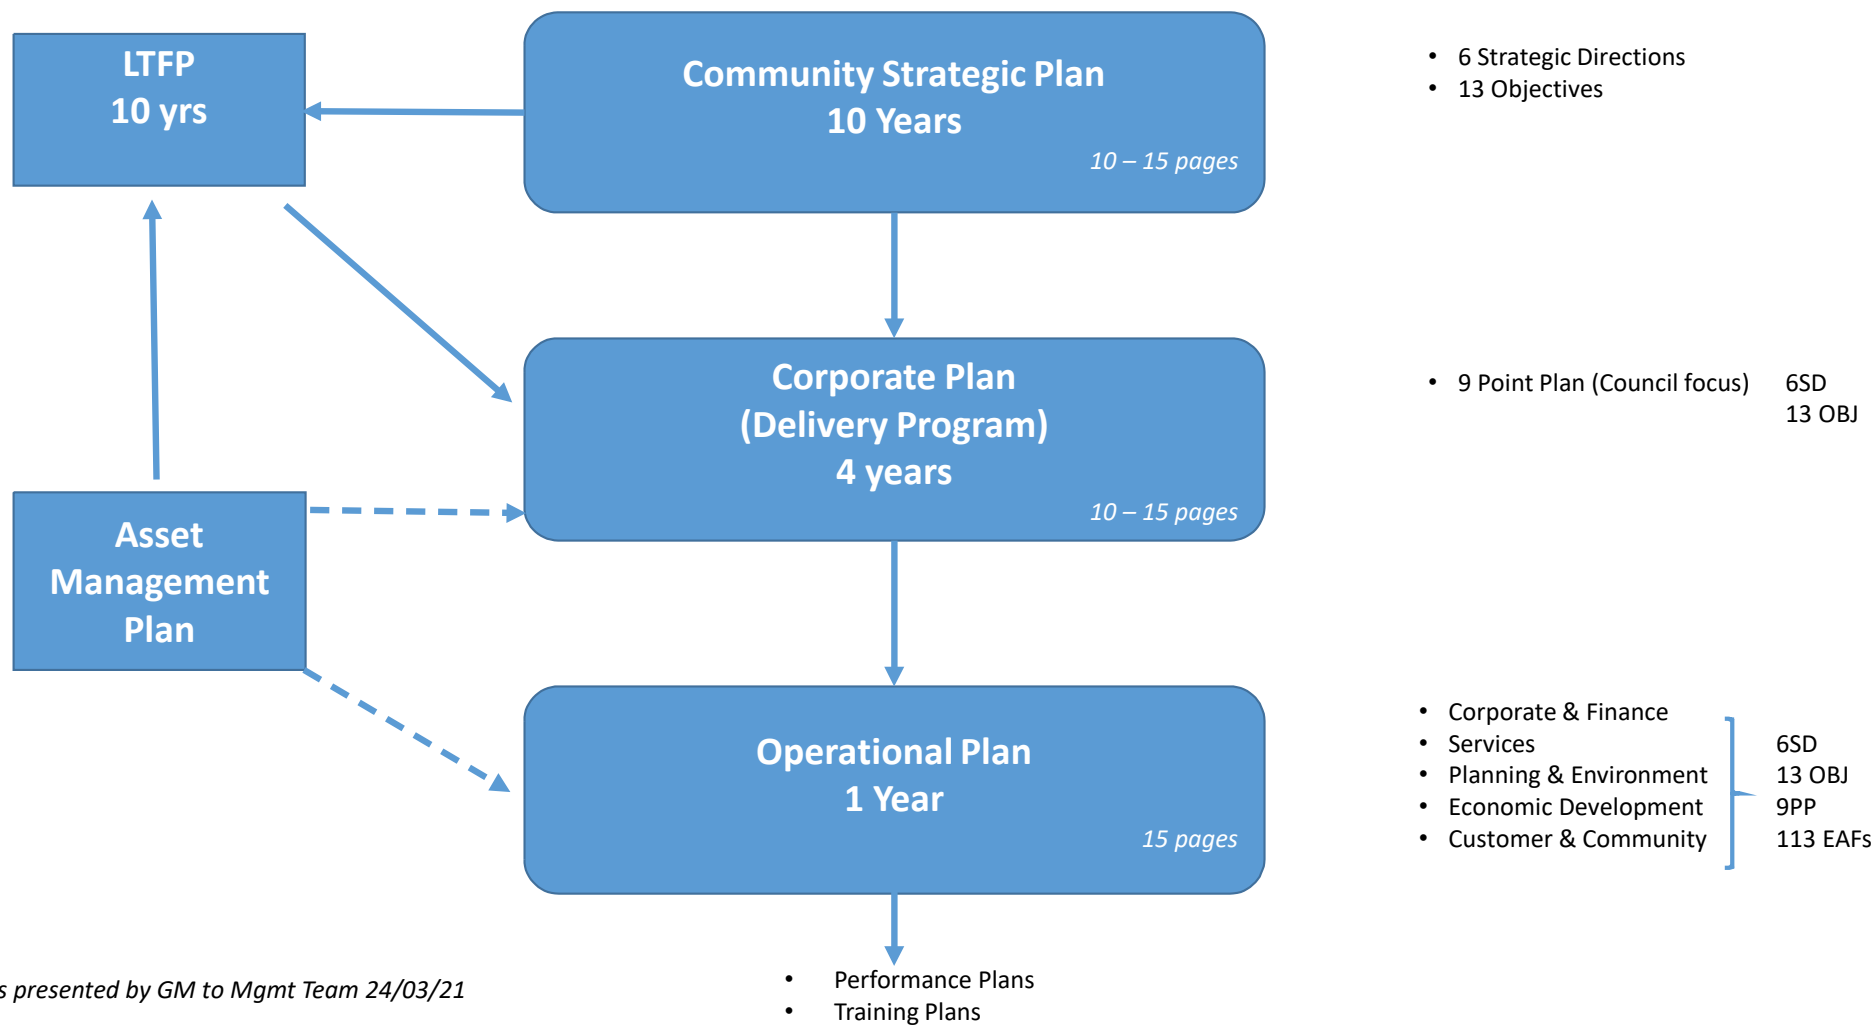 LTFP
10 yrs
Community Strategic Plan
10 Years
10 – 15 pages
• 6 Strategic Directions
• 13 Objectives
Corporate Plan
(Delivery Program)
4 years
10 – 15 pages
• 9 Point Plan (Council focus) 6SD
13 OBJ
Asset
Management
Plan
Operational Plan
1 Year
15 pages
• Corporate & Finance
• Services 6SD
• Planning & Environment 13 OBJ
• Economic Development 9PP
• Customer & Community 113 EAFs
• Performance Plans
• Training Plans
s presented by GM to Mgmt Team 24/03/21